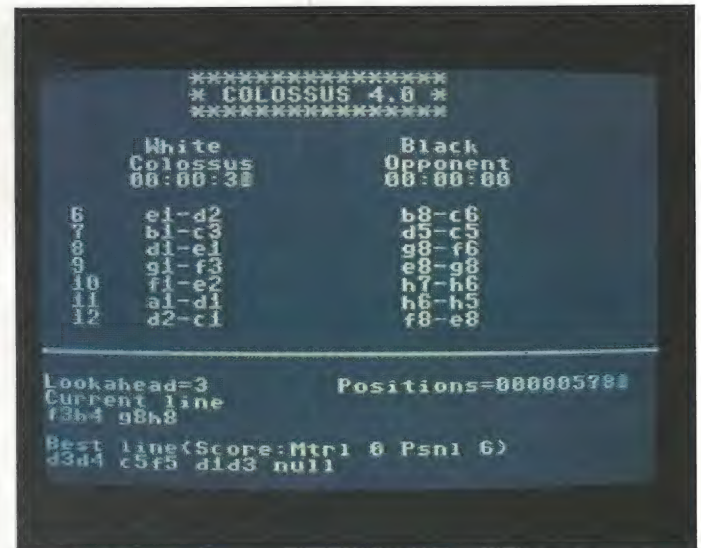 ****************
* COLOSSUS 4.0 *
****************
White Black
Colossus Opponent
00:00:3 00:00:00
6 e1-d2 b8-c6
7 b1-c3 d5-c5
8 d1-e1 g8-f6
9 g1-f3 e8-g8
10 f1-e2 h7-h6
11 a1-d1 h6-h5
12 d2-c1 f8-e8
Lookahead=3 Positions=00000578
Current line
f3h4 g8h8
Best line(Score:Mtrl 0 Psnl 6)
d3d4 c5f5 d1d3 null